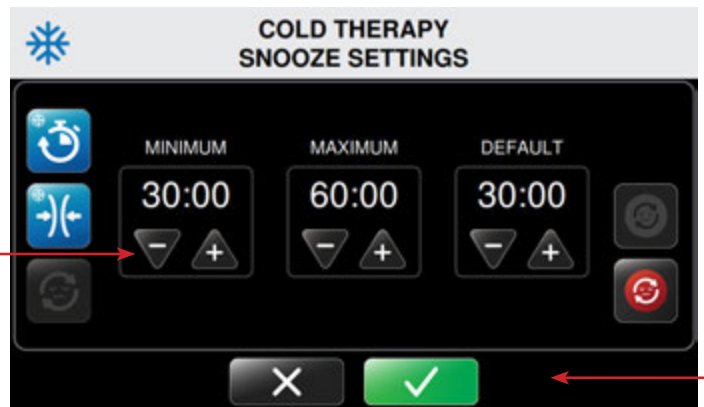 COLD THERAPY
SNOOZE SETTINGS
MINIMUM MAXIMUM DEFAULT
30:00 60:00 30:00